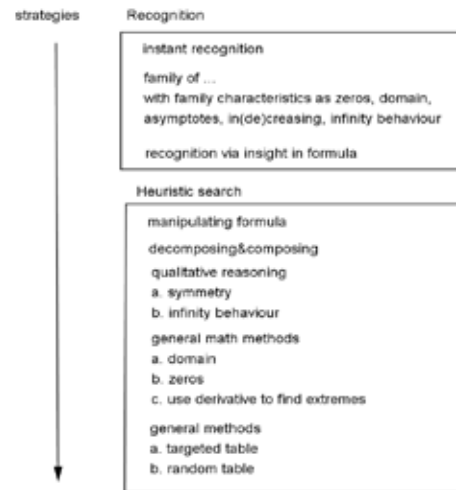 strategies
Recognition
instant recognition
family of ...
with family characteristics as zeros, domain,
asymptotes, in(de)creasing, infinity behaviour
recognition via insight in formula
Heuristic search
manipulating formula
decomposing&composing
qualitative reasoning
a. symmetry
b. infinity behaviour
general math methods
a. domain
b. zeros
c. use derivative to find extremes
general methods
a. targeted table
b. random table